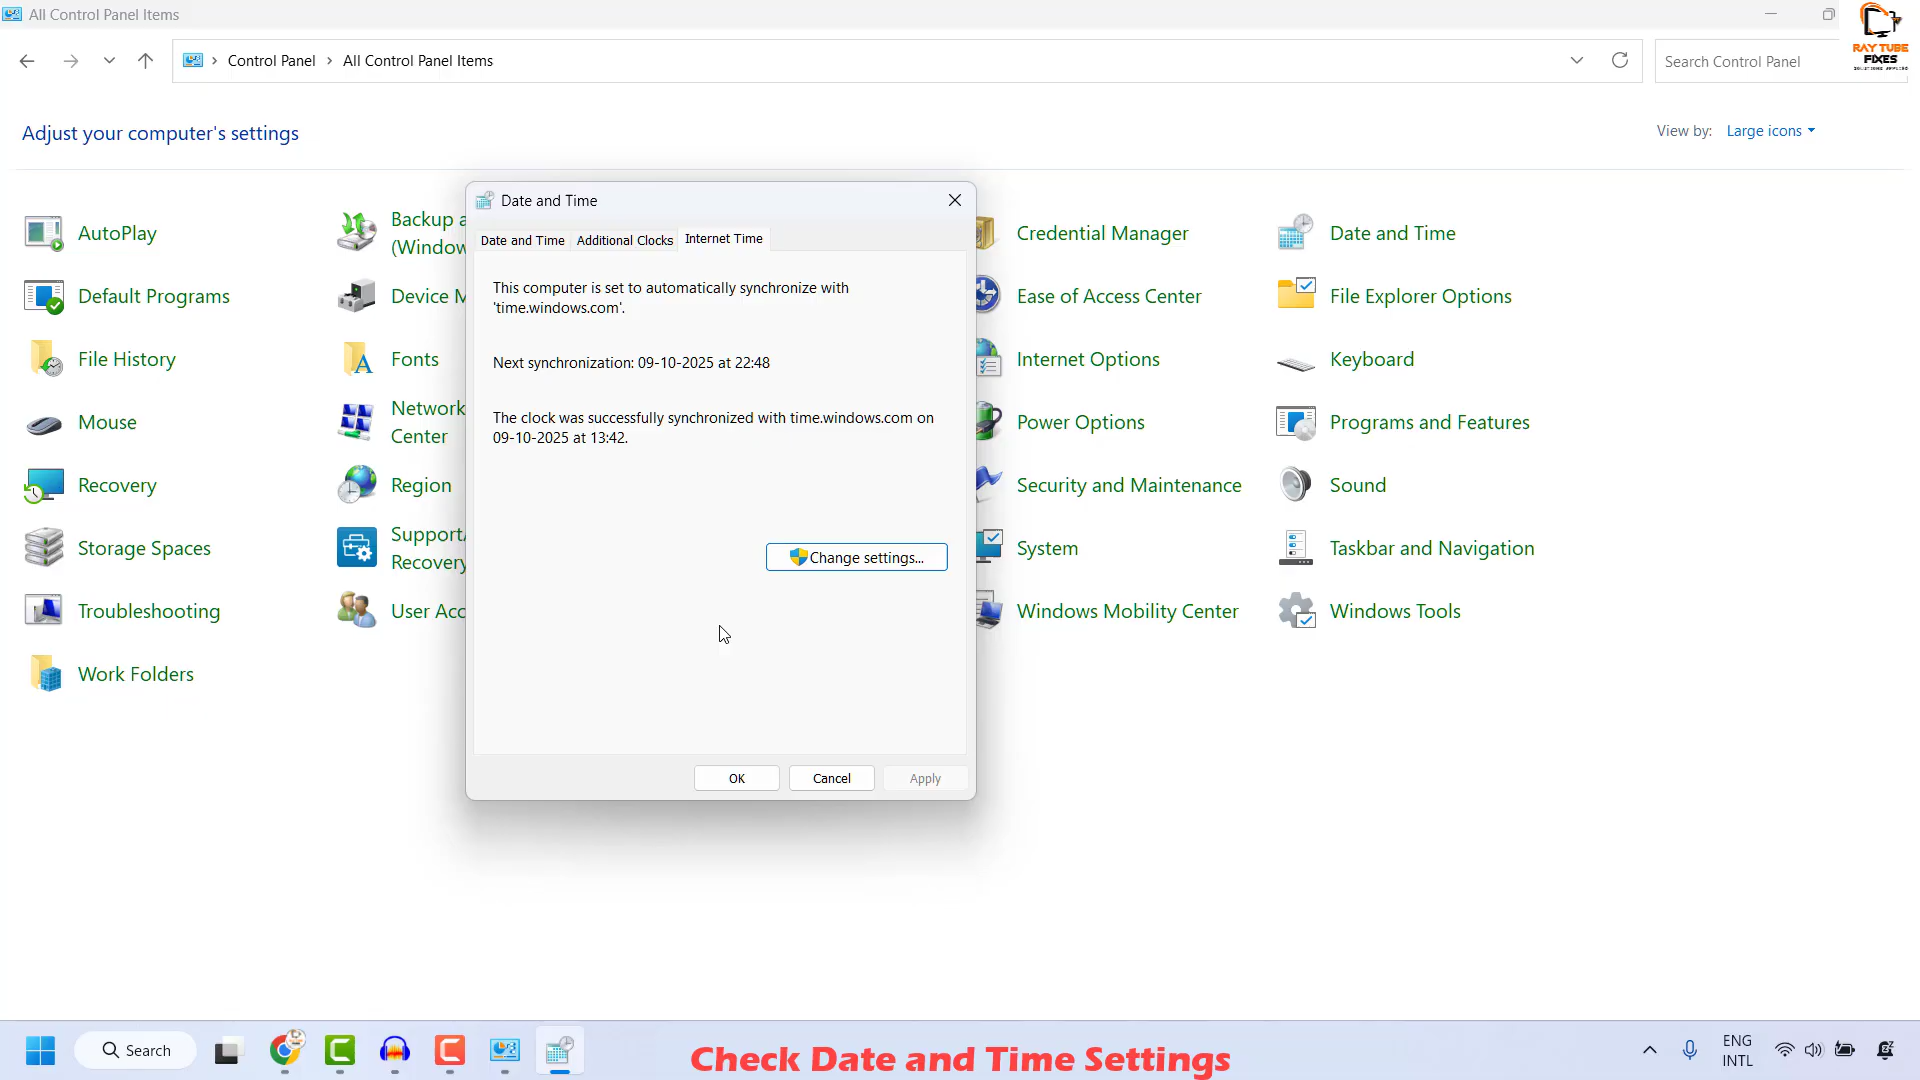 All Control Panel Items
RAY TUBE
FIXES
SOLUTIONS APPLIED
Control Panel > All Control Panel Items
Search Control Panel
Adjust your computer's settings
View by: Large icons
Date and Time
Date and Time Additional Clocks Internet Time
This computer is set to automatically synchronize with
'time.windows.com'.
Next synchronization: 09-10-2025 at 22:48
The clock was successfully synchronized with time.windows.com on
09-10-2025 at 13:42.
Change settings...
OK Cancel Apply
AutoPlay
Backup a
(Window
Credential Manager
Date and Time
Default Programs
Device M
Ease of Access Center
File Explorer Options
File History
Fonts
Internet Options
Keyboard
Mouse
Network
Center
Power Options
Programs and Features
Recovery
Region
Security and Maintenance
Sound
Storage Spaces
Support/
Recovery
System
Taskbar and Navigation
Troubleshooting
User Acc
Windows Mobility Center
Windows Tools
Work Folders
Search
Check Date and Time Settings
ENG
INTL